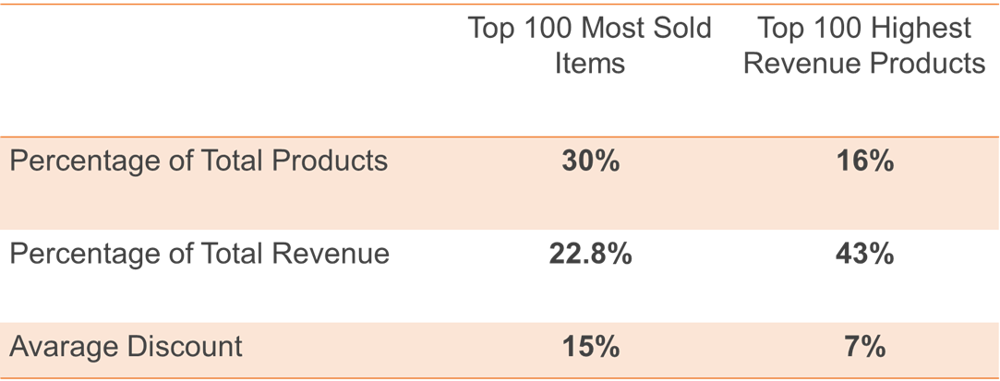 Top 100 Most Sold Items
Top 100 Highest Revenue Products
Percentage of Total Products 30% 16%
Percentage of Total Revenue 22.8% 43%
Avarage Discount 15% 7%